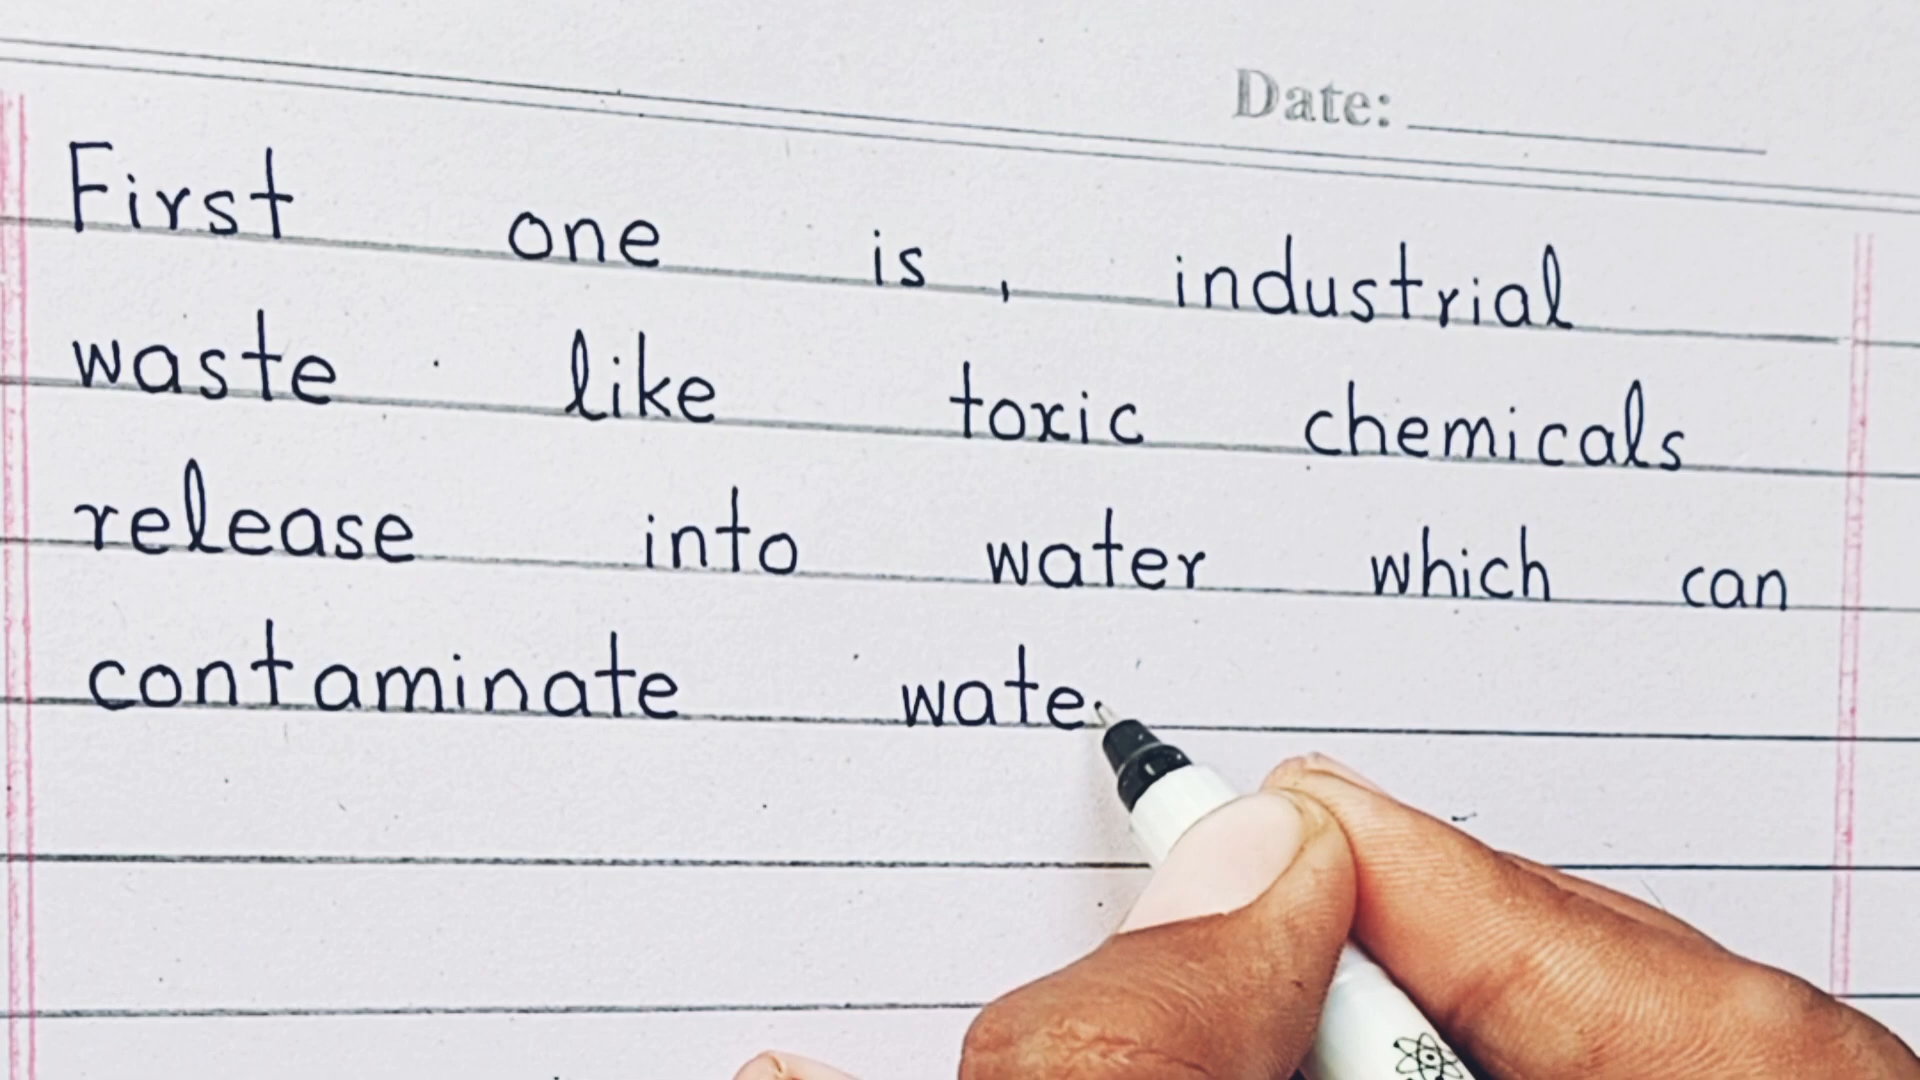 Date:
First one is, industrial
waste like toxic chemicals
release into water which can
contaminate wate